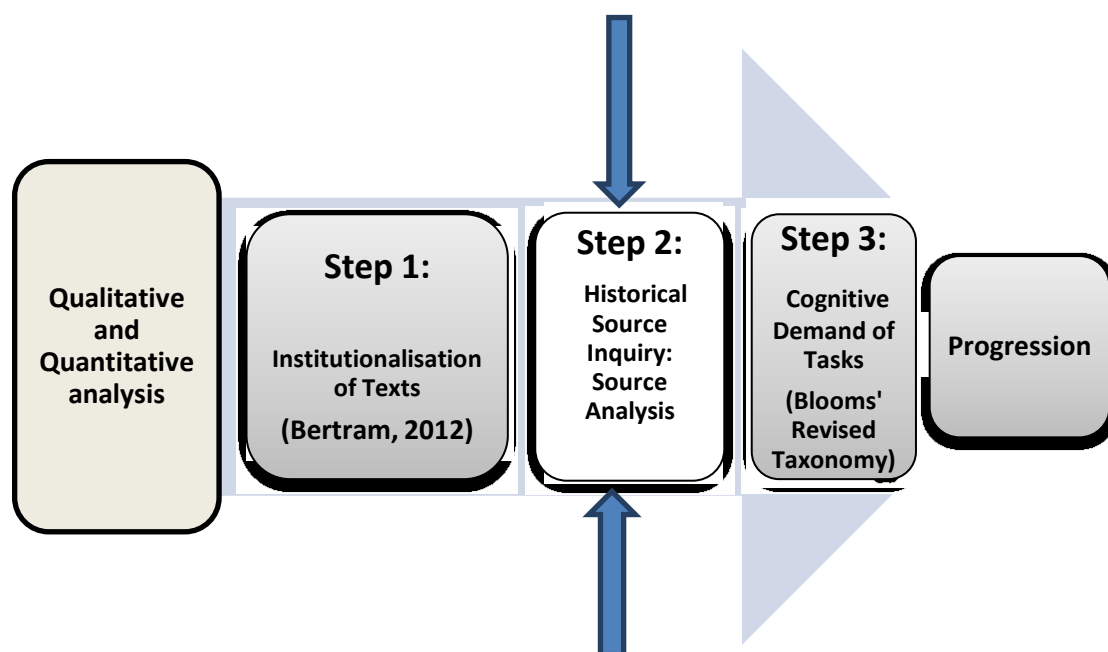 Qualitative
and
Quantitative
analysis
Step 1:
Institutionalisation
of Texts
(Bertram, 2012)
Step 2:
Historical
Source
Inquiry:
Source
Analysis
Step 3:
Cognitive
Demand of
Tasks
(Blooms'
Revised
Taxonomy)
Progression